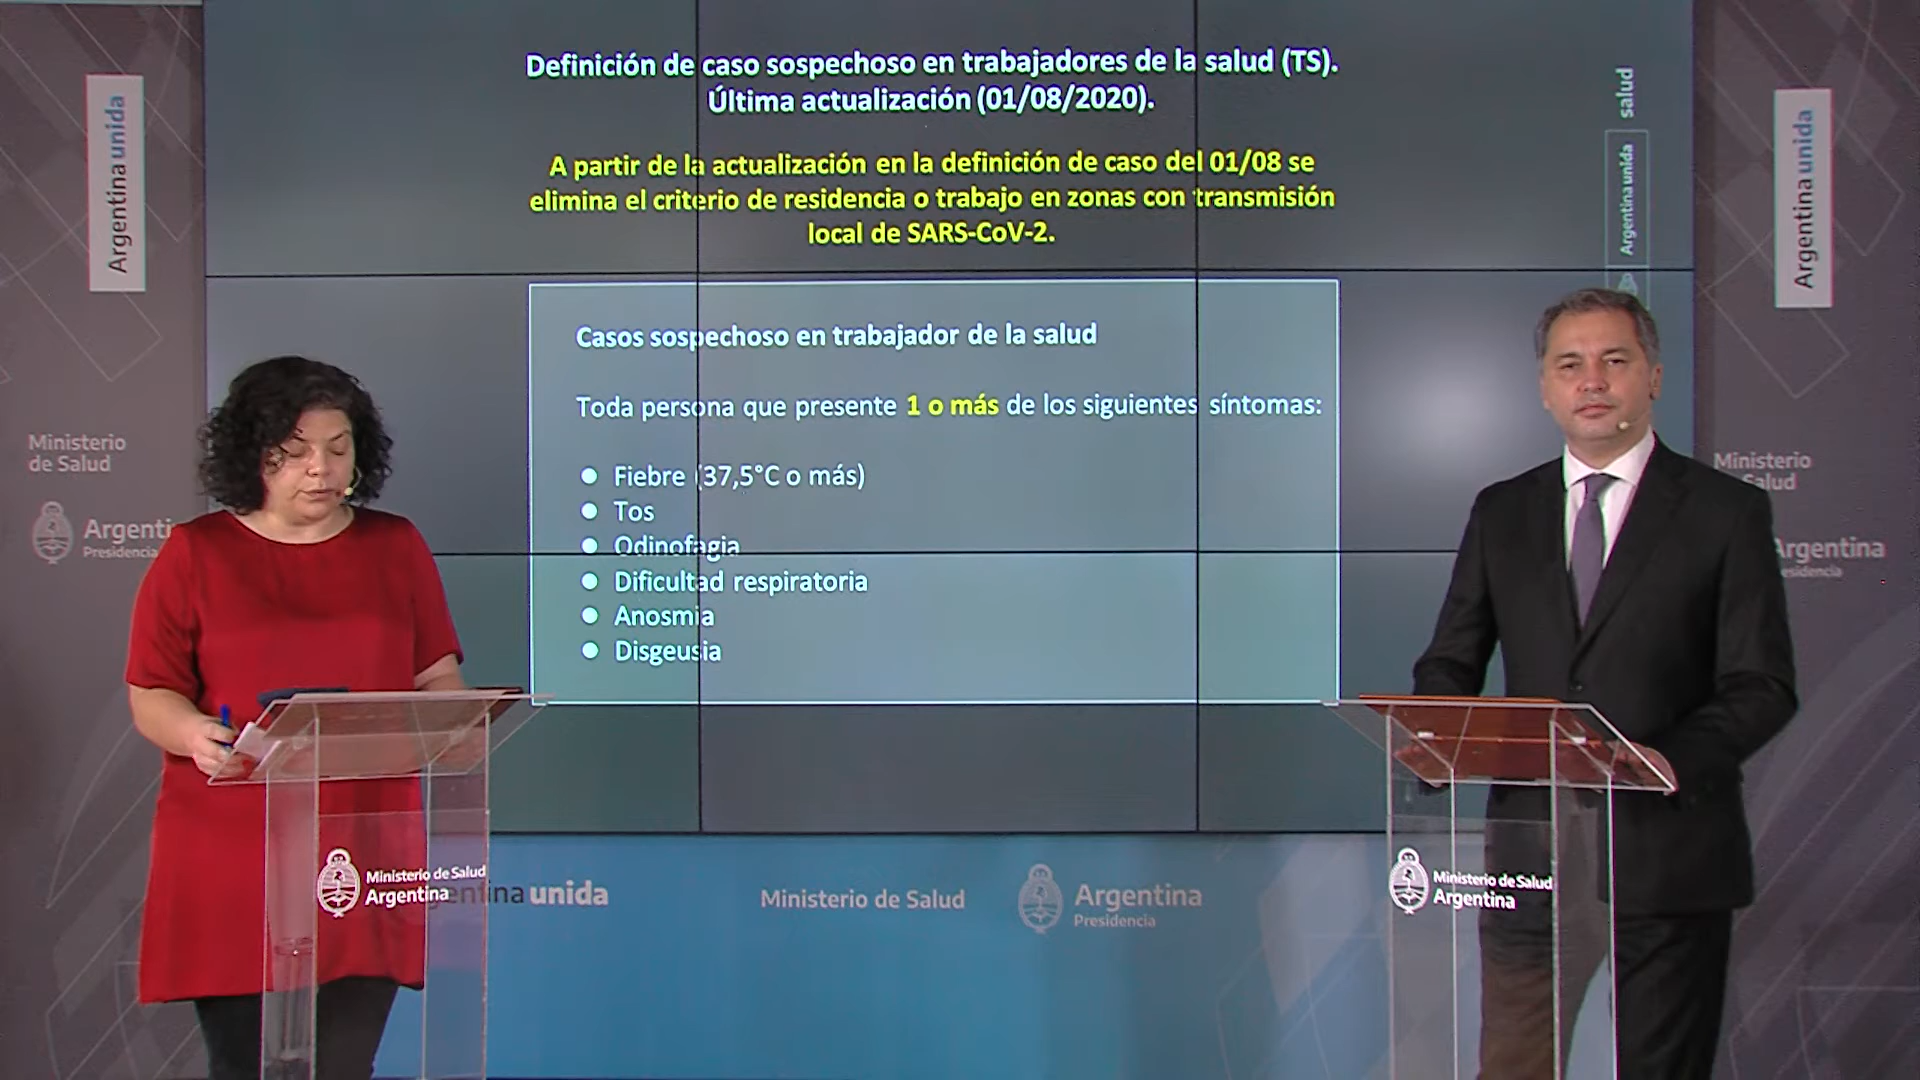 Definición de caso sospechoso en trabajadores de la salud (TS).
Última actualización (01/08/2020).
A partir de la actualización en la definición de caso del 01/08 se
elimina el criterio de residencia o trabajo en zonas con transmisión
local de SARS-CoV-2.
Casos sospechoso en trabajador de la salud
Toda persona que presente 1 o más de los siguientes síntomas:
● Fiebre (37,5°C o más)
● Tos
● Odinofagia
● Dificultad respiratoria
● Anosmia
● Disgeusia
Argentina unida
Ministerio
de Salud
Argenti
Presidencia
salud
Argentina unida
Argentina unida
Ministerio
Salud
Argentina
Ministerio de Salud
Argentina
unida
Ministerio de Salud
Argentina
Presidencia
Ministerio de Salud
Argentina